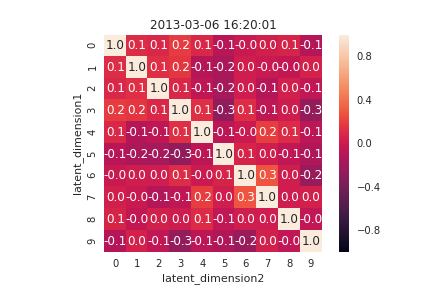 2013-03-06 16:20:01
0 1.0 0.1 0.1 0.2 0.1 -0.1 -0.0 0.0 0.1 -0.1
1 0.1 1.0 0.1 0.2 -0.1 -0.2 0.0 -0.0 -0.0 0.0
2 0.1 0.1 1.0 0.1 -0.1 -0.2 0.0 -0.1 0.0 -0.1
3 0.2 0.2 0.1 1.0 0.1 -0.3 0.1 -0.1 0.0 -0.3
4 0.1 -0.1 -0.1 0.1 1.0 -0.1 -0.0 0.2 0.1 -0.1
5 -0.1 -0.2 -0.2 -0.3 -0.1 1.0 0.1 0.0 -0.1 -0.1
6 -0.0 0.0 0.0 0.1 -0.0 0.1 1.0 0.3 0.0 -0.2
7 0.0 -0.0 -0.1 -0.1 0.2 0.0 0.3 1.0 0.0 0.0
8 0.1 -0.0 0.0 0.0 0.1 -0.1 0.0 0.0 1.0 -0.0
9 -0.1 0.0 -0.1 -0.3 -0.1 -0.1 -0.2 0.0 -0.0 1.0
0 1 2 3 4 5 6 7 8 9
latent_dimension2
latent_dimension1
0.8
0.4
0.0
−0.4
−0.8